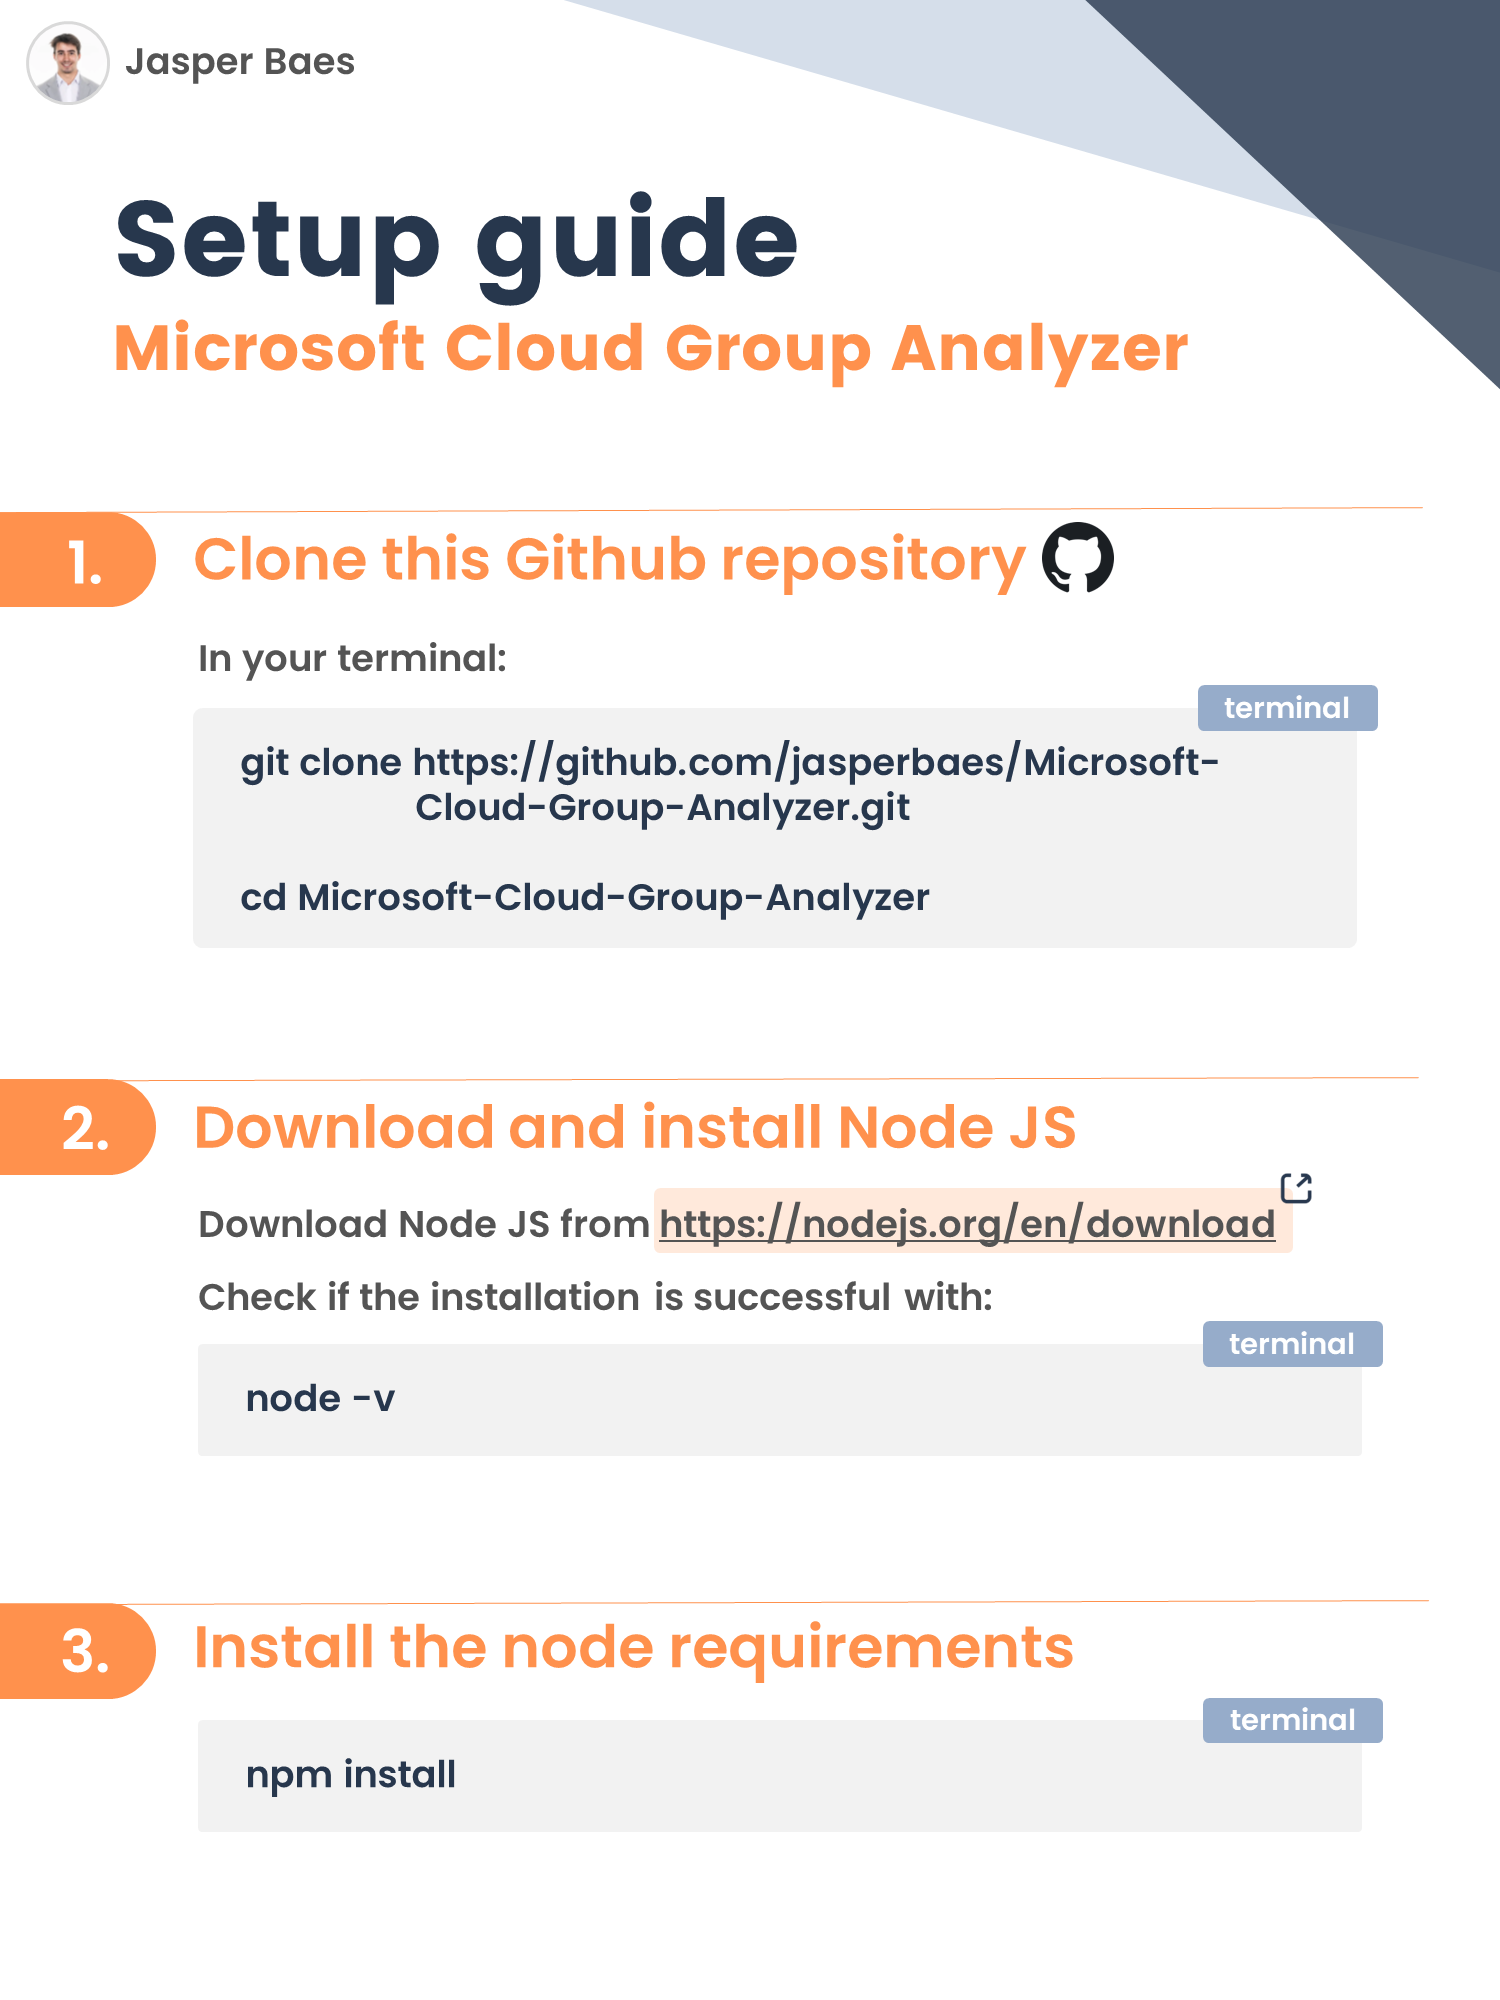 Jasper Baes
Setup guide
Microsoft Cloud Group Analyzer
1.
Clone this Github repository
In your terminal:
terminal
git clone https://github.com/jasperbaes/Microsoft-
Cloud-Group-Analyzer.git
cd Microsoft-Cloud-Group-Analyzer
2.
Download and install Node JS
Download Node JS from https://nodejs.org/en/download
Check if the installation is successful with:
terminal
node -v
3.
Install the node requirements
terminal
npm install